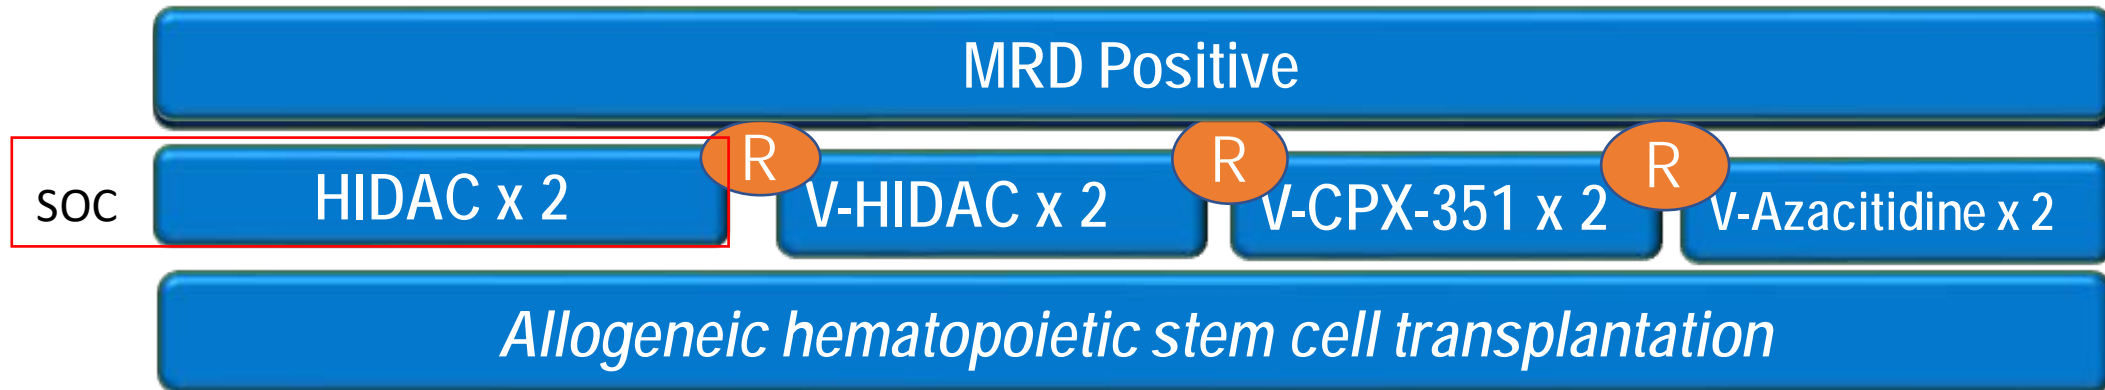 MRD Positive
SOC
HIDAC x 2
R
V-HIDAC x 2
R
V-CPX-351 x 2
R
V-Azacitidine x 2
Allogeneic hematopoietic stem cell transplantation